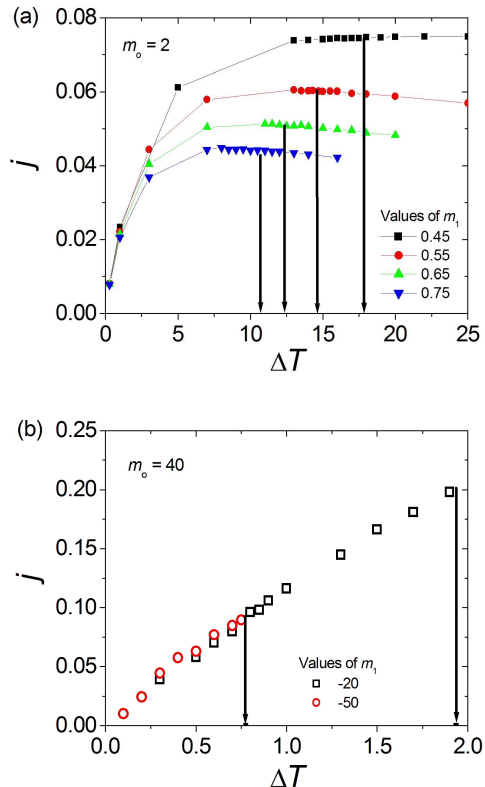 (a)
m₀ = 2
j
0.08
0.06
0.04
0.02
0.00
Values of m₁
0.45
0.55
0.65
0.75
0 5 10 15 20 25
ΔT
(b)
m₀ = 40
j
0.25
0.20
0.15
0.10
0.05
0.00
Values of m₁
-20
-50
0.0 0.5 1.0 1.5 2.0
ΔT